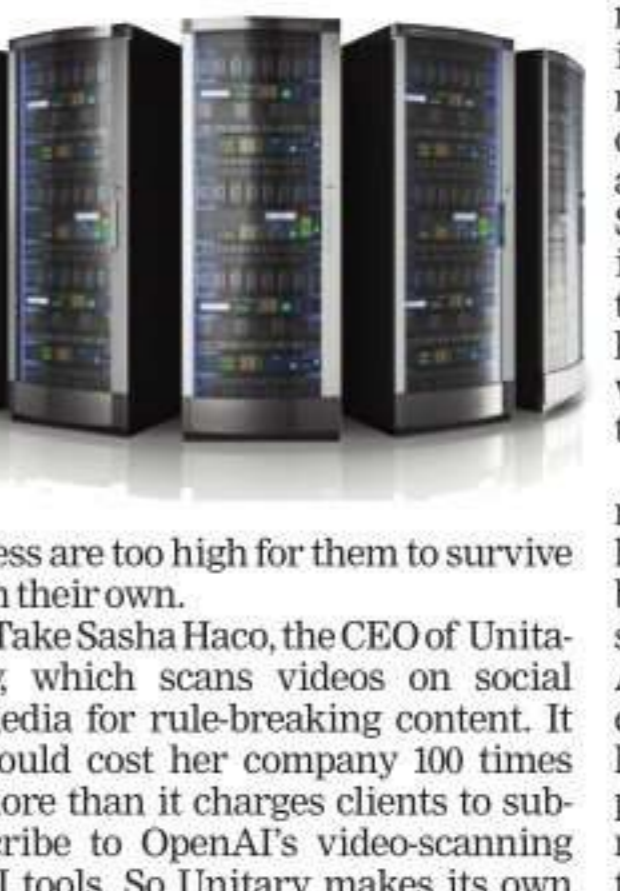 ess are too high for them to survive
n their own.
Take Sasha Haco, the CEO of Unita-
, which scans videos on social
edia for rule-breaking content. It
ould cost her company 100 times
ore than it charges clients to sub-
cribe to OpenAI's video-scanning
I tools. So Unitary makes its own